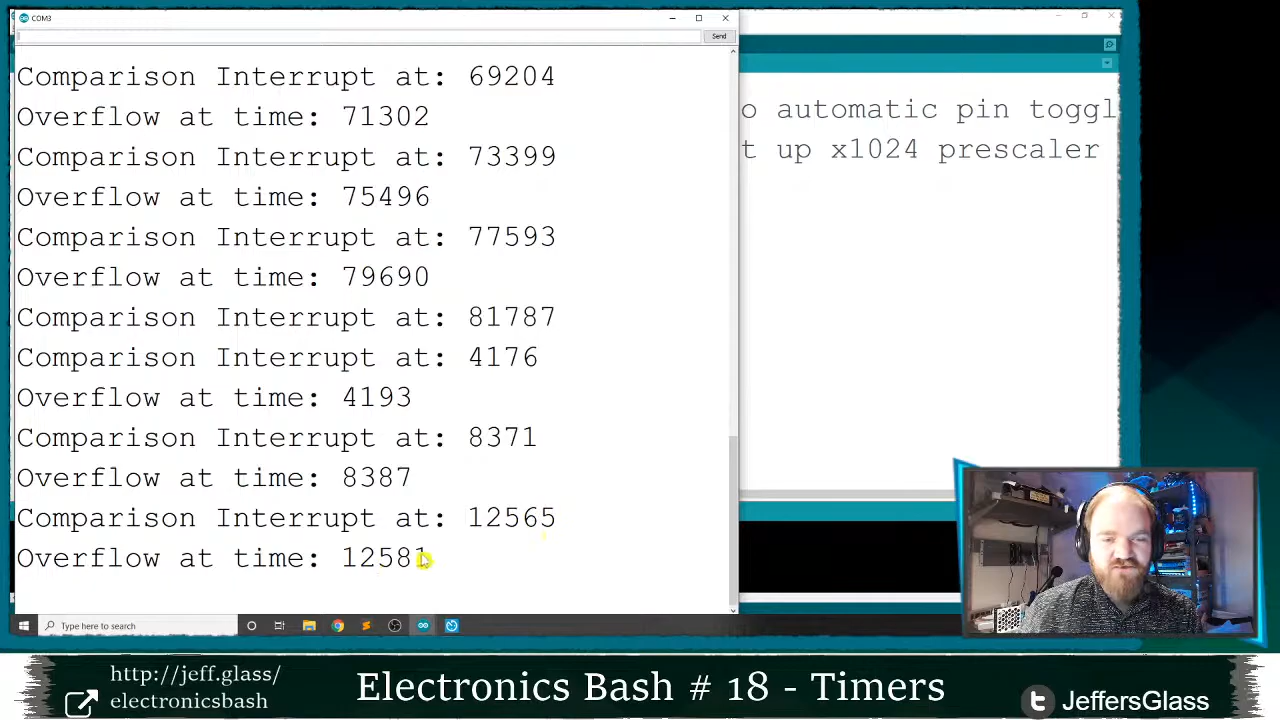 COM3
Send
Comparison Interrupt at: 69204
Overflow at time: 71302
Comparison Interrupt at: 73399
Overflow at time: 75496
Comparison Interrupt at: 77593
Overflow at time: 79690
Comparison Interrupt at: 81787
Comparison Interrupt at: 4176
Overflow at time: 4193
Comparison Interrupt at: 8371
Overflow at time: 8387
Comparison Interrupt at: 12565
Overflow at time: 12581
o automatic pin toggl
t up x1024 prescaler
Type here to search
http://jeff.glass/
electronicsbash
Electronics Bash # 18 - Timers
JeffersGlass